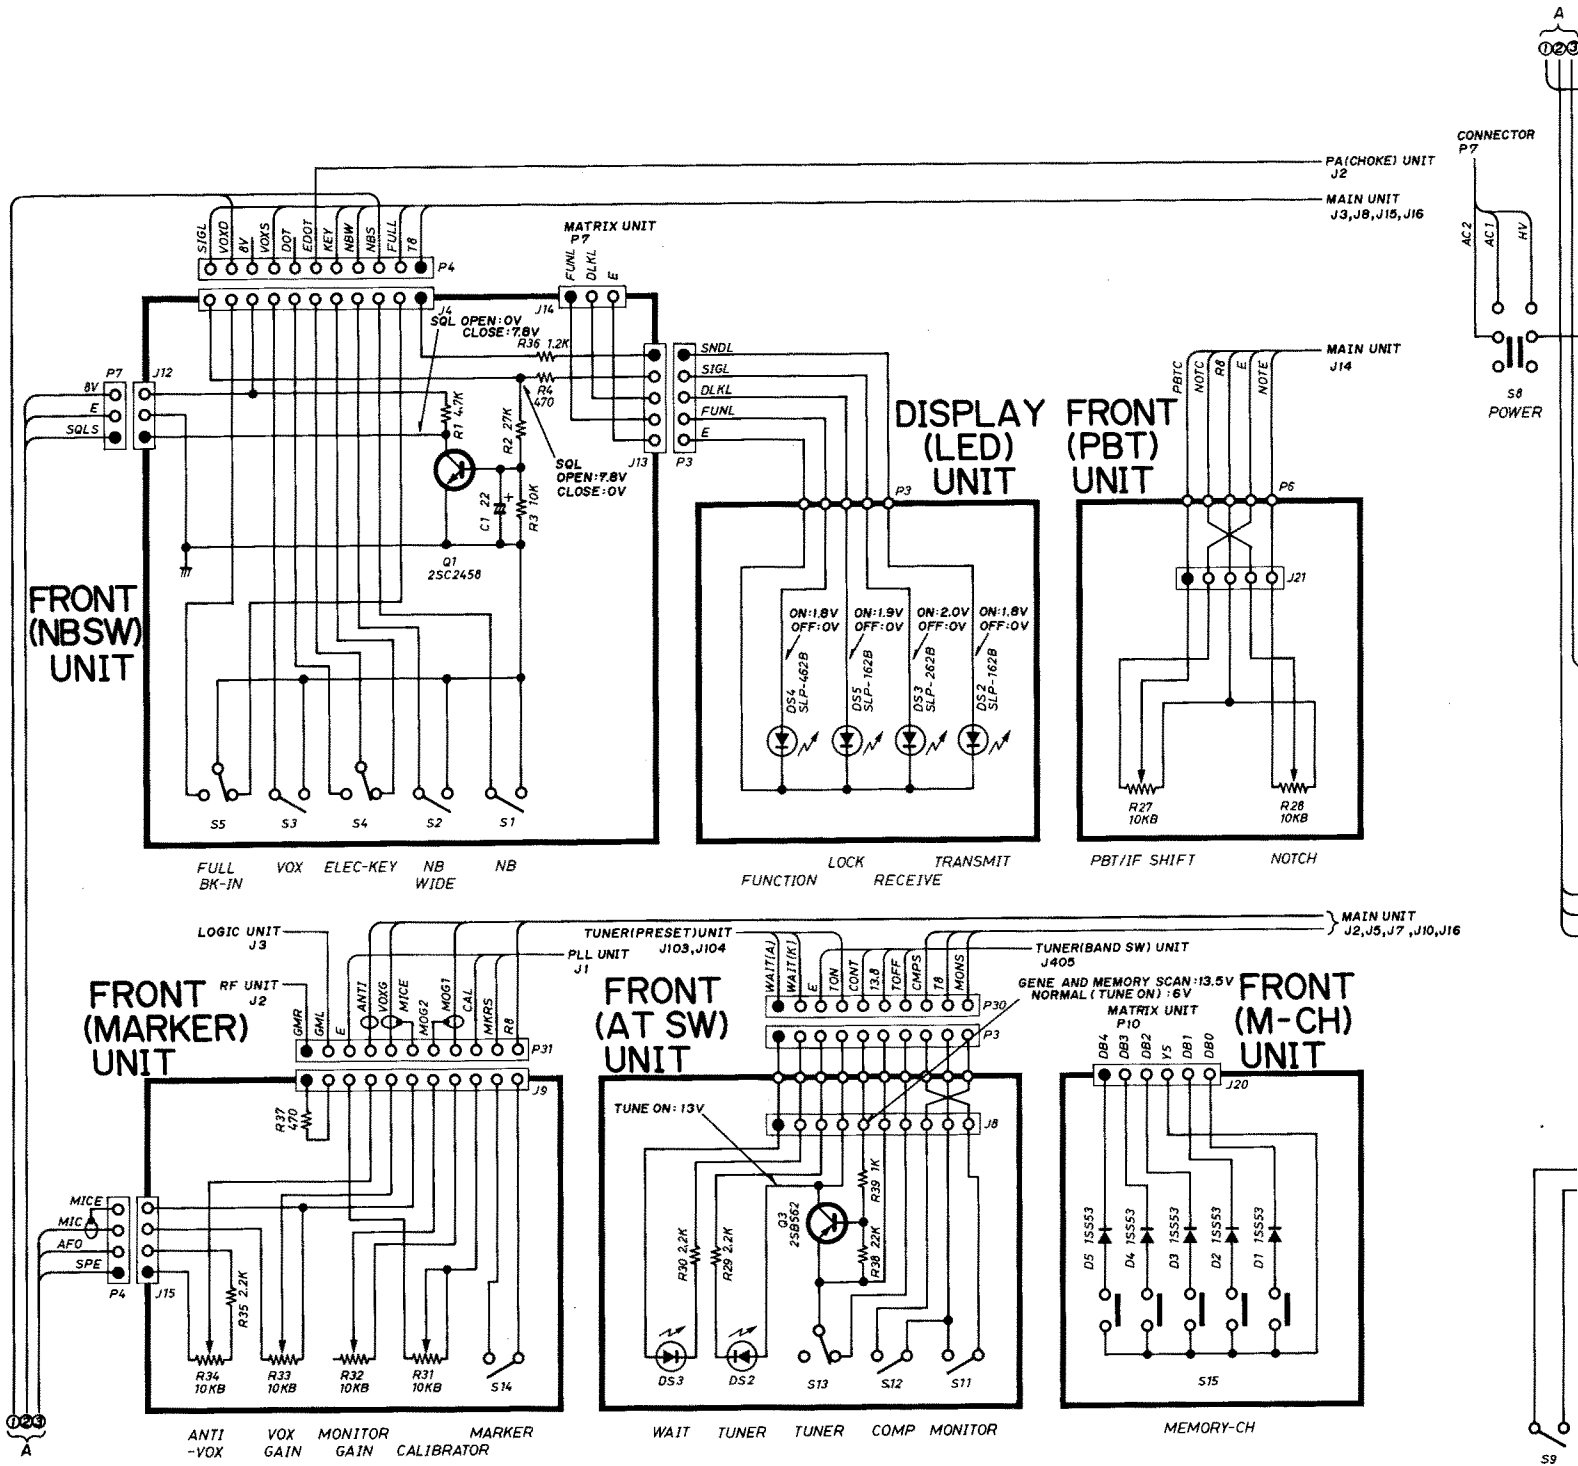 A
① ② ③
CONNECTOR
P7
PA(CHOKE) UNIT
J2
MAIN UNIT
J3,J8,J15,J16
AC2
AC1
HV
S8
POWER
SIGL
VOXD
8V
VOXS
DOT
EDOT
KEY
NBW
NBS
FULL
T8
P4
MATRIX UNIT
P7
FUNL
DLKL
E
J4
J14
SQL OPEN:0V
CLOSE:7.8V
R36 1.2K
R4
470
P7
J12
8V
E
SQLS
R1 4.7K
R2 27K
R3 10K
C1 22
+
SQL
OPEN:7.8V
CLOSE:0V
Q1
2SC2458
J13
P3
SNDL
SIGL
DLKL
FUNL
E
FRONT
(NBSW)
UNIT
S5
S3
S4
S2
S1
FULL
BK-IN
VOX
ELEC-KEY
NB
WIDE
NB
DISPLAY
(LED)
UNIT
P3
ON:1.8V
OFF:0V
ON:1.9V
OFF:0V
ON:2.0V
OFF:0V
ON:1.8V
OFF:0V
DS4
SLP-462B
DS5
SLP-162B
DS3
SLP-262B
DS2
SLP-162B
FUNCTION
LOCK
RECEIVE
TRANSMIT
FRONT
(PBT)
UNIT
PBTC
NOTC
R8
E
NOTE
MAIN UNIT
J14
P6
J21
R27
10KB
R28
10KB
PBT/IF SHIFT
NOTCH
LOGIC UNIT
J3
RF UNIT
J2
PLL UNIT
J1
FRONT
(MARKER)
UNIT
GMR
GML
E
ANTI
VOXG
MICE
MOG2
MOG1
CAL
MKRS
R8
P31
J9
R37
470
MICE
MIC
AFO
SPE
P4
J15
R35 2.2K
R34
10KB
R33
10KB
R32
10KB
R31
10KB
S14
ANTI
-VOX
VOX
GAIN
MONITOR
GAIN
CALIBRATOR
MARKER
① ② ③
A
TUNER(PRESET)UNIT
J103,J104
TUNER(BAND SW) UNIT
J405
MAIN UNIT
J2,J5,J7,J10,J16
FRONT
(AT SW)
UNIT
WAIT(A)
WAIT(K)
E
TON
CONT
13.8
TOFF
CMPS
T8
MONS
P30
P3
J8
GENE AND MEMORY SCAN:13.5V
NORMAL (TUNE ON) :6V
TUNE ON:13V
R30 2.2K
R29 2.2K
Q3
2SB562
R39 1K
R38 22K
DS3
DS2
S13
S12
S11
WAIT
TUNER
TUNER
COMP
MONITOR
FRONT
(M-CH)
UNIT
MATRIX UNIT
P10
DB4
DB3
DB2
Y5
DB1
DB0
J20
D5 1SS53
D4 1SS53
D3 1SS53
D2 1SS53
D1 1SS53
S15
MEMORY-CH
S9